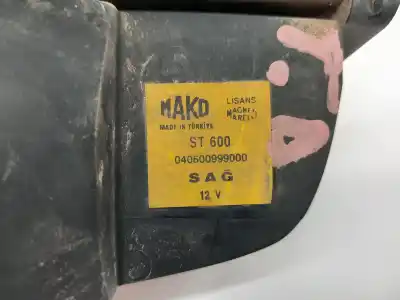 MAKO
LISANS
MAGNETI
MARELLI
MADE IN TÜRKİYE
ST 600
040600999000
SAĞ
12 V